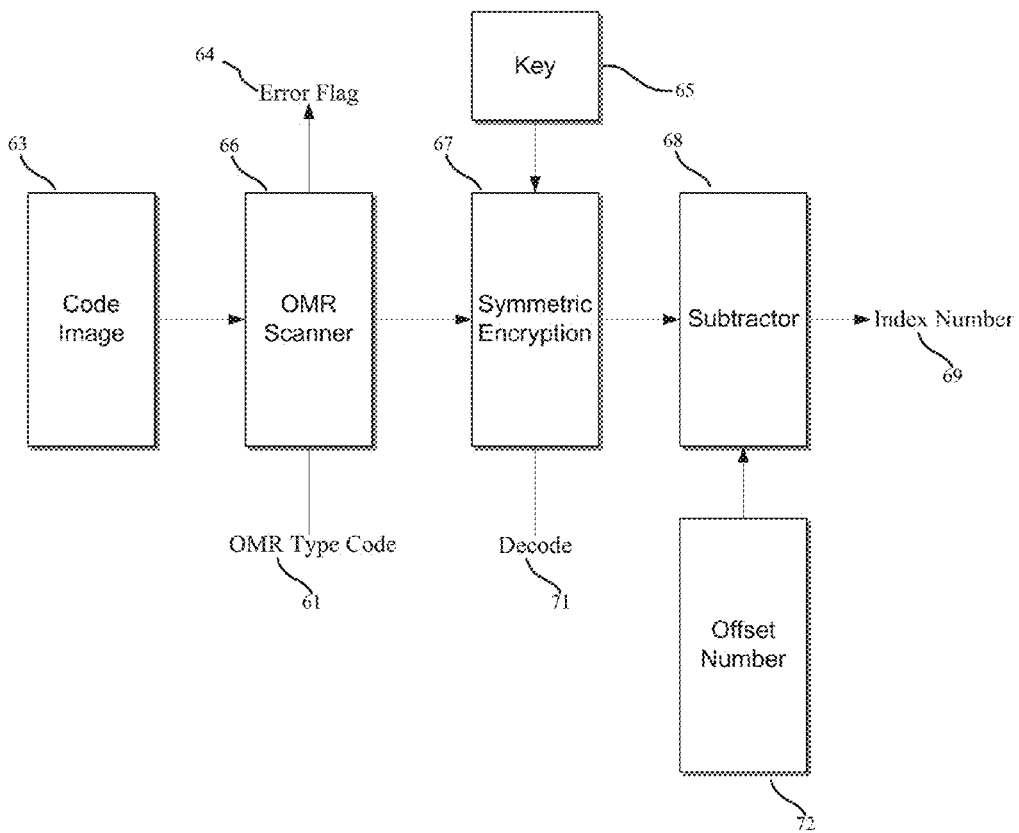 Key
65
64
Error Flag
63
66
67
68
Code
Image
OMR
Scanner
Symmetric
Encryption
Subtractor
Index Number
69
OMR Type Code
61
Decode
71
Offset
Number
72